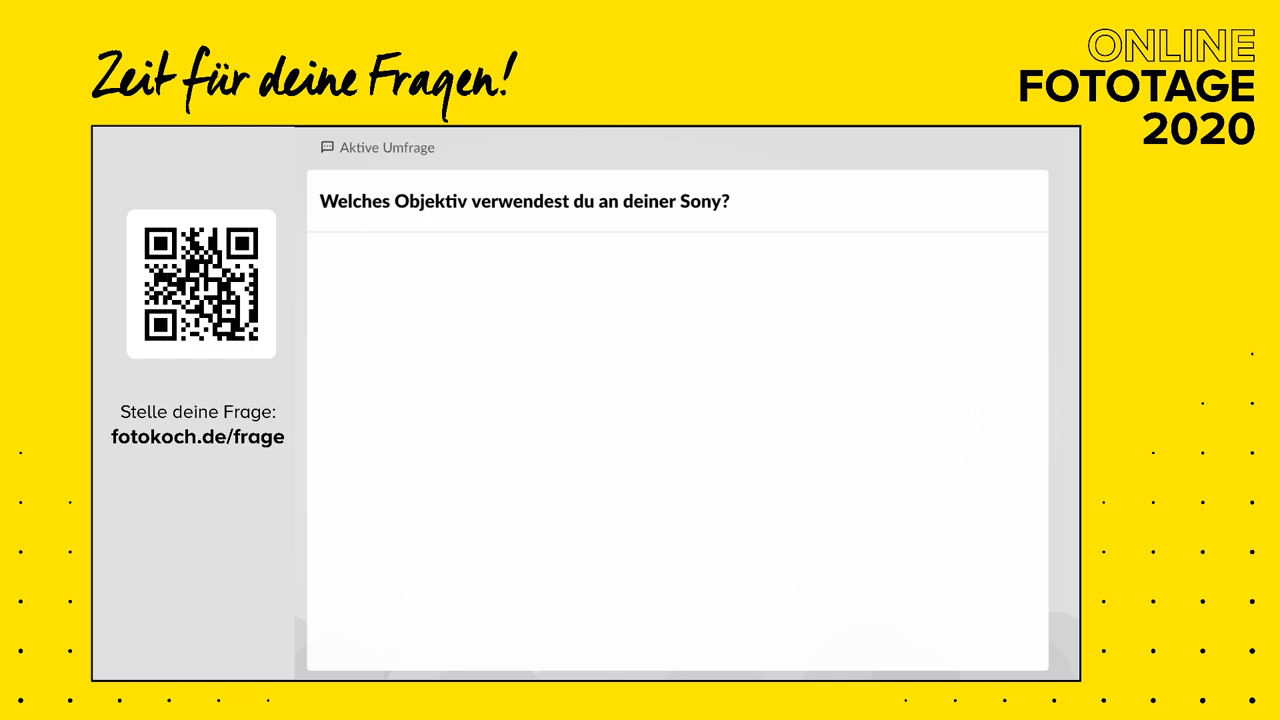 Zeit für deine Fragen!
ONLINE
FOTOTAGE
2020
Aktive Umfrage
Welches Objektiv verwendest du an deiner Sony?
Stelle deine Frage:
fotokoch.de/frage